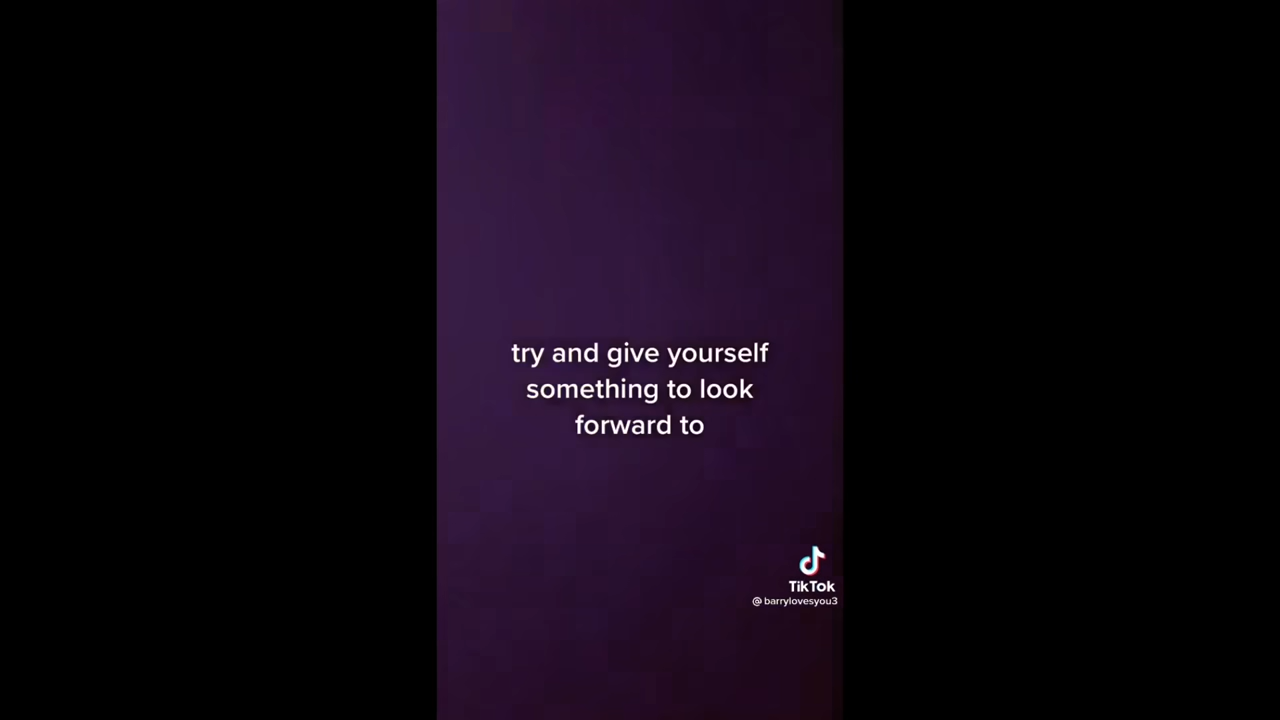 try and give yourself
something to look
forward to
TikTok
@ barrylovesyou3